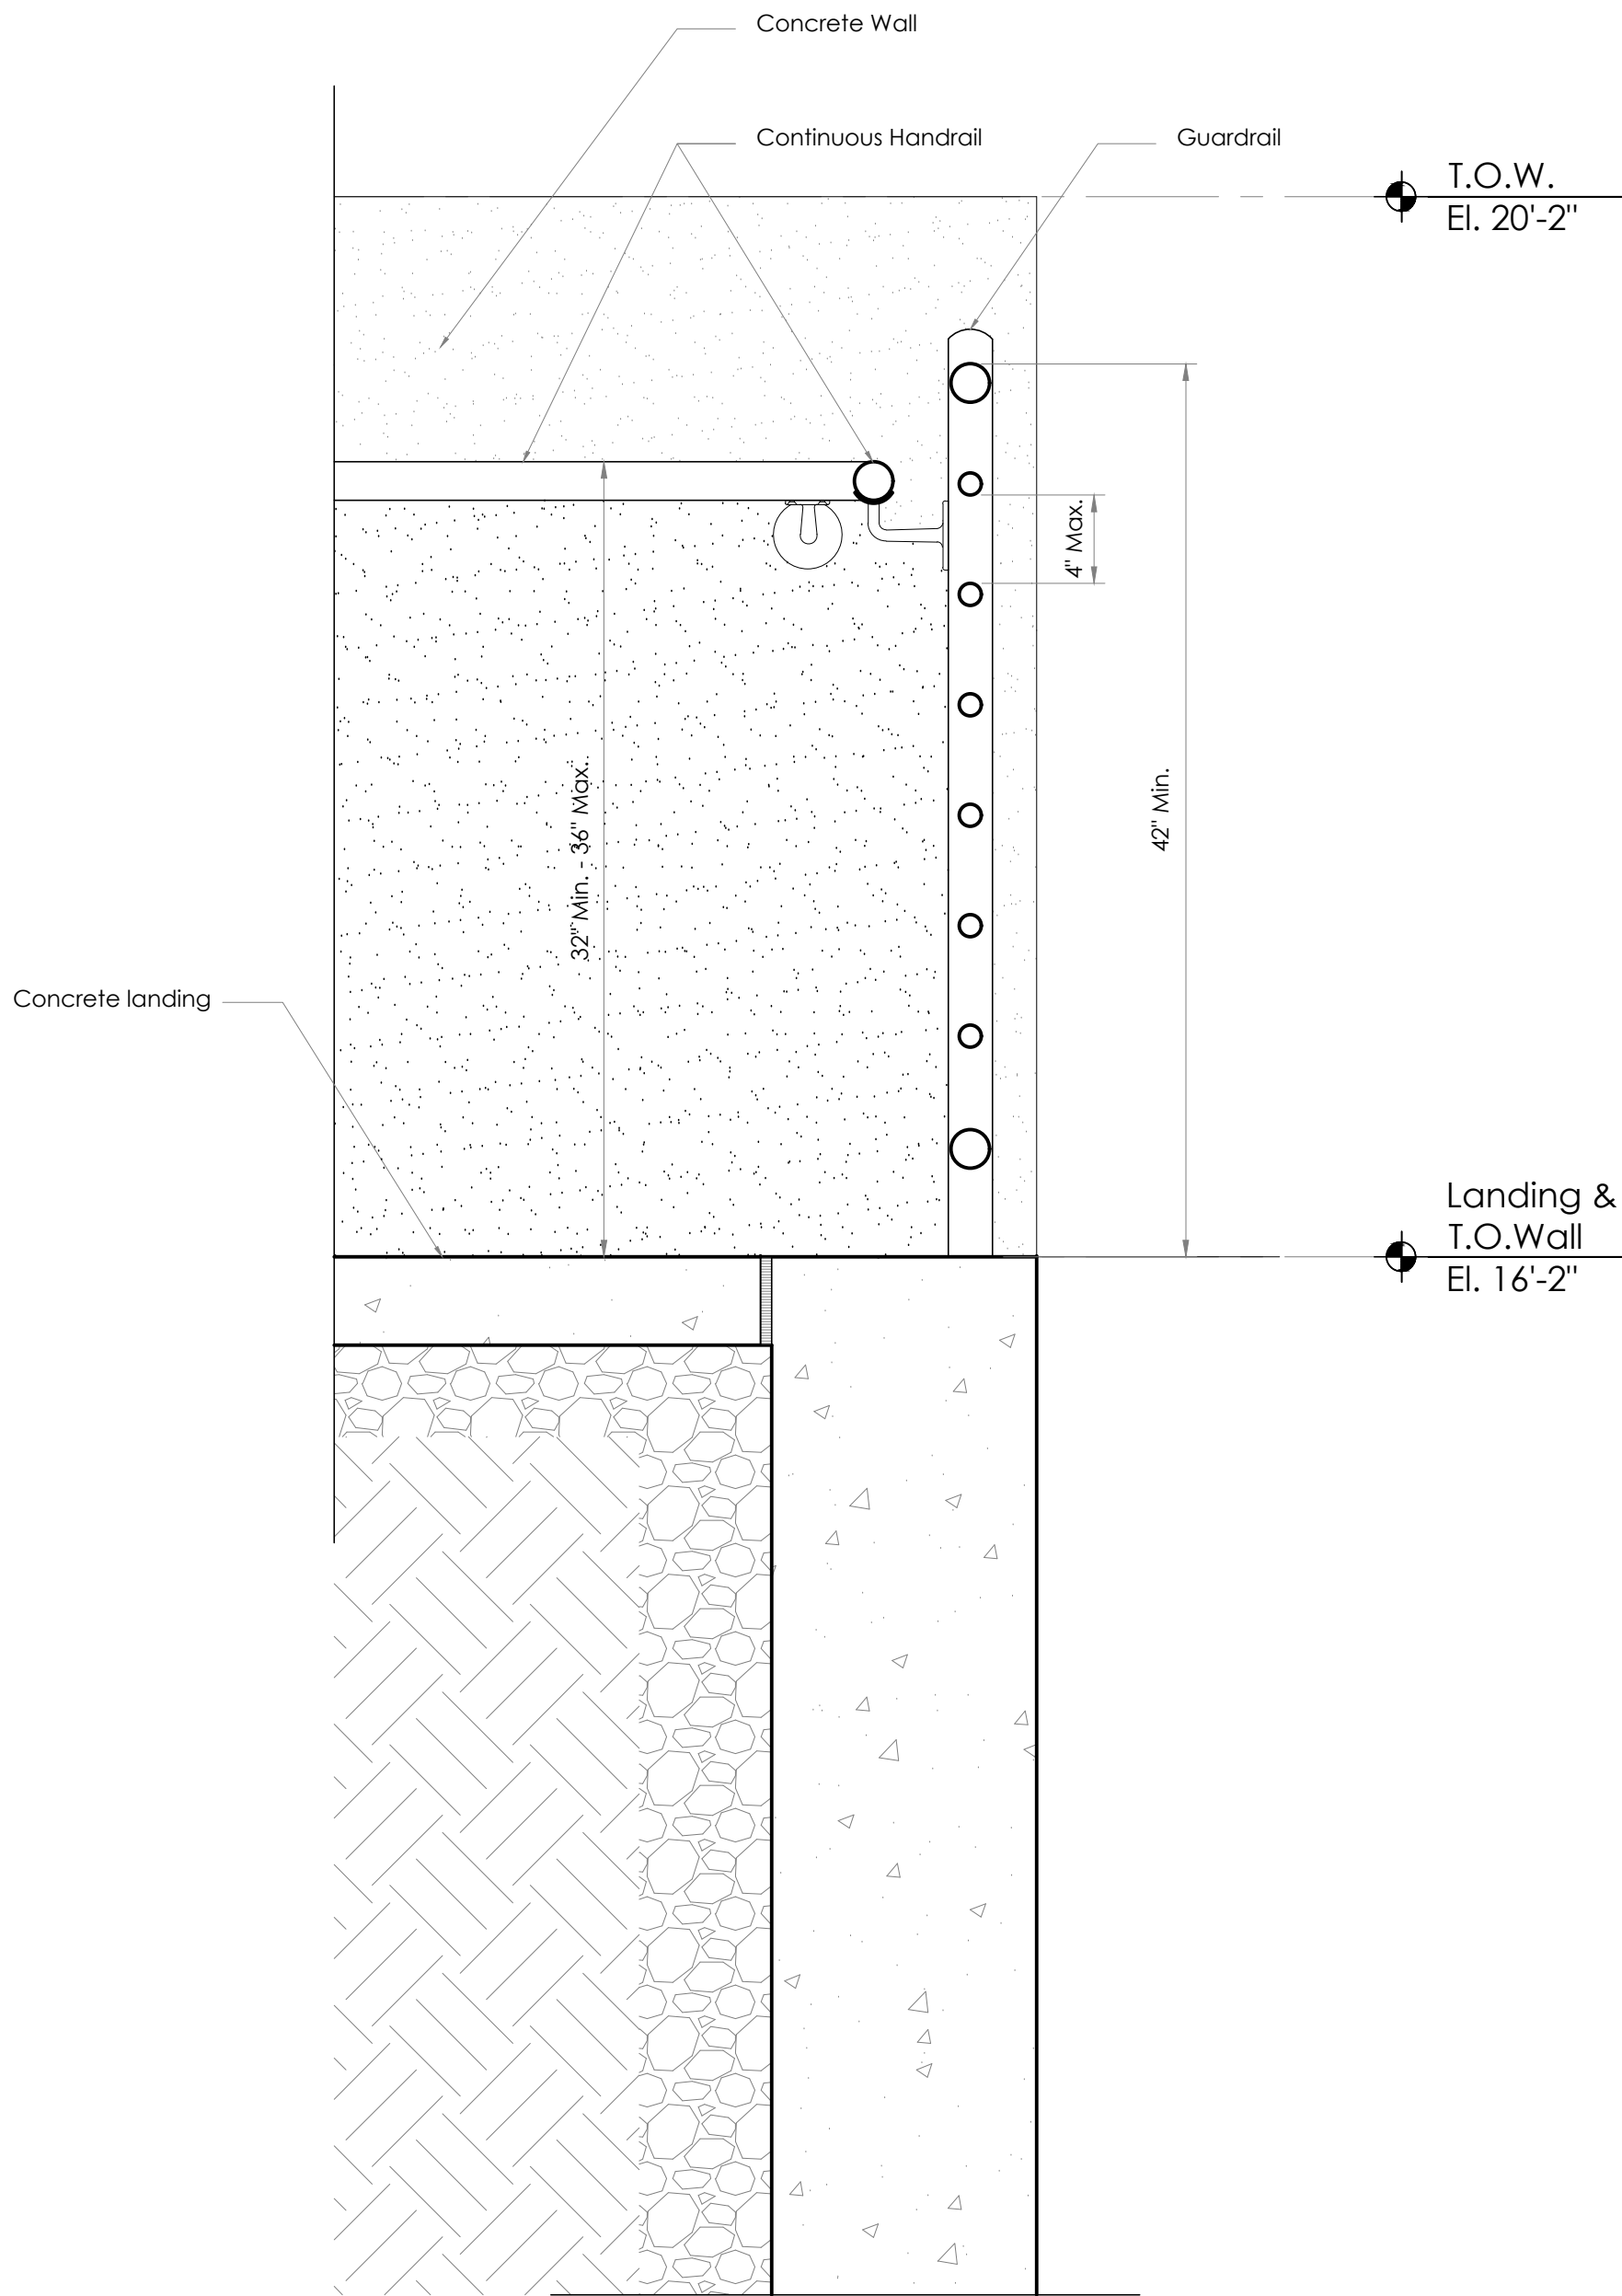 Concrete Wall
Continuous Handrail
Guardrail
T.O.W.
El. 20'-2"
4" Max.
32" Min. - 36" Max.
42" Min.
Concrete landing
Landing &
T.O.Wall
El. 16'-2"